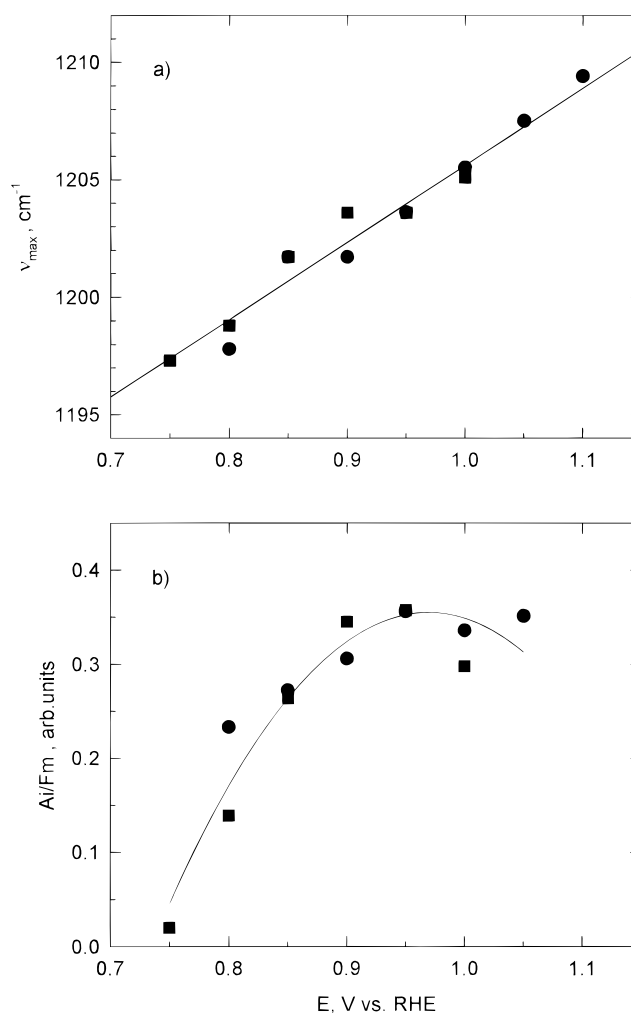 a)
1210
1205
1200
1195
ν_max , cm⁻¹
0.7 0.8 0.9 1.0 1.1
b)
0.4
0.3
0.2
0.1
0.0
Ai/Fm , arb.units
0.7 0.8 0.9 1.0 1.1
E, V vs. RHE